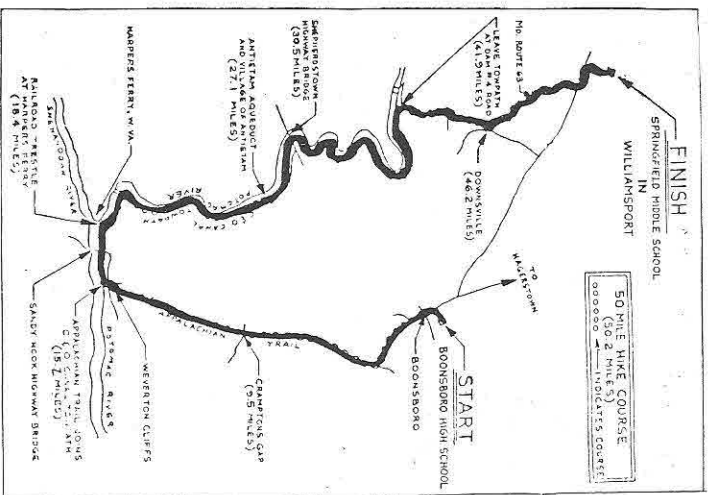 FINISH
SPRINGFIELD MIDDLE SCHOOL
IN
WILLIAMSPORT
50 MILE HIKE COURSE
(50.2 MILES)
INDICATES COURSE
MD. ROUTE 63
LEAVE TOWPATH
AT DAM #4 ROAD
(41.9 MILES)
DOWNSVILLE
(46.2 MILES)
TO
HAGERSTOWN
START
BOONSBORO HIGH SCHOOL
BOONSBORO
SHEPHERDSTOWN
HIGHWAY BRIDGE
(30.5 MILES)
ANTIETAM AQUEDUCT
AND VILLAGE OF ANTIETAM
(27.1 MILES)
POTOMAC
RIVER
C & O CANAL
TOWPATH
APPALACHIAN TRAIL
CRAMPTONS GAP
(9.5 MILES)
HARPERS FERRY, W. VA.
WEVERTON CLIFFS
POTOMAC RIVER
APPALACHIAN TRAIL JOINS
C & O CANAL TOWPATH
SHENANDOAH RIVER
RAILROAD TRESTLE
AT HARPERS FERRY
(18.4 MILES)
SANDY HOOK HIGHWAY BRIDGE